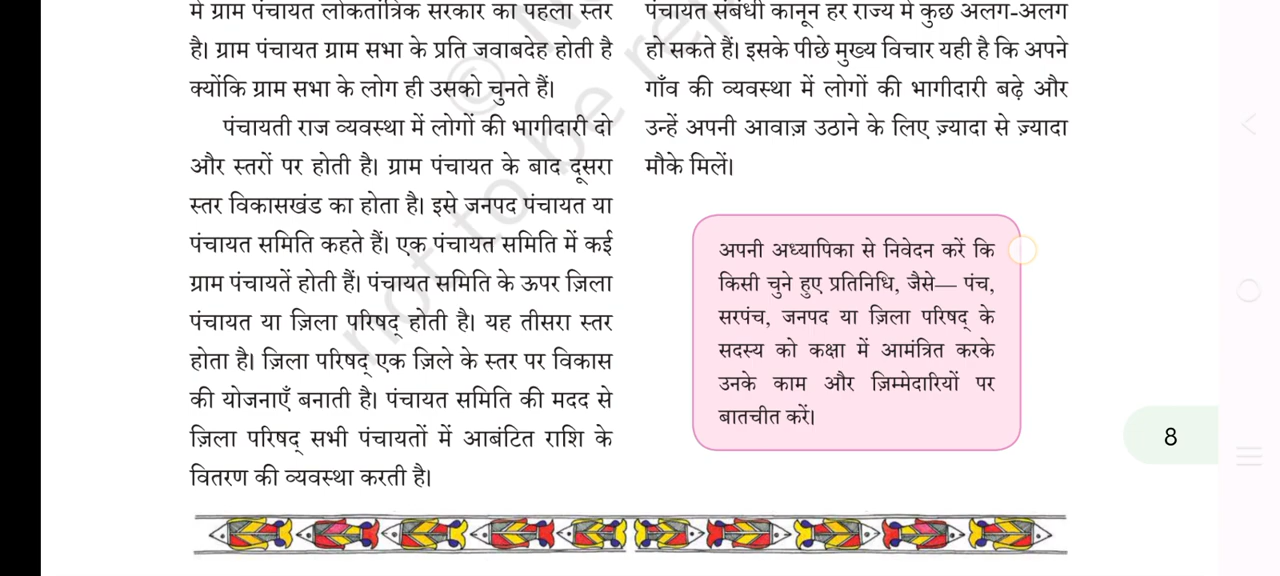 में ग्राम पंचायत लोकतांत्रिक सरकार का पहला स्तर
है। ग्राम पंचायत ग्राम सभा के प्रति जवाबदेह होती है
क्योंकि ग्राम सभा के लोग ही उसको चुनते हैं।
पंचायती राज व्यवस्था में लोगों की भागीदारी दो
और स्तरों पर होती है। ग्राम पंचायत के बाद दूसरा
स्तर विकासखंड का होता है। इसे जनपद पंचायत या
पंचायत समिति कहते हैं। एक पंचायत समिति में कई
ग्राम पंचायतें होती हैं। पंचायत समिति के ऊपर ज़िला
पंचायत या ज़िला परिषद् होती है। यह तीसरा स्तर
होता है। ज़िला परिषद् एक ज़िले के स्तर पर विकास
की योजनाएँ बनाती है। पंचायत समिति की मदद से
ज़िला परिषद् सभी पंचायतों में आबंटित राशि के
वितरण की व्यवस्था करती है।
पंचायत संबंधी कानून हर राज्य में कुछ अलग-अलग
हो सकते हैं। इसके पीछे मुख्य विचार यही है कि अपने
गाँव की व्यवस्था में लोगों की भागीदारी बढ़े और
उन्हें अपनी आवाज़ उठाने के लिए ज़्यादा से ज़्यादा
मौके मिलें।
अपनी अध्यापिका से निवेदन करें कि
किसी चुने हुए प्रतिनिधि, जैसे— पंच,
सरपंच, जनपद या ज़िला परिषद् के
सदस्य को कक्षा में आमंत्रित करके
उनके काम और ज़िम्मेदारियों पर
बातचीत करें।
8
not to be re